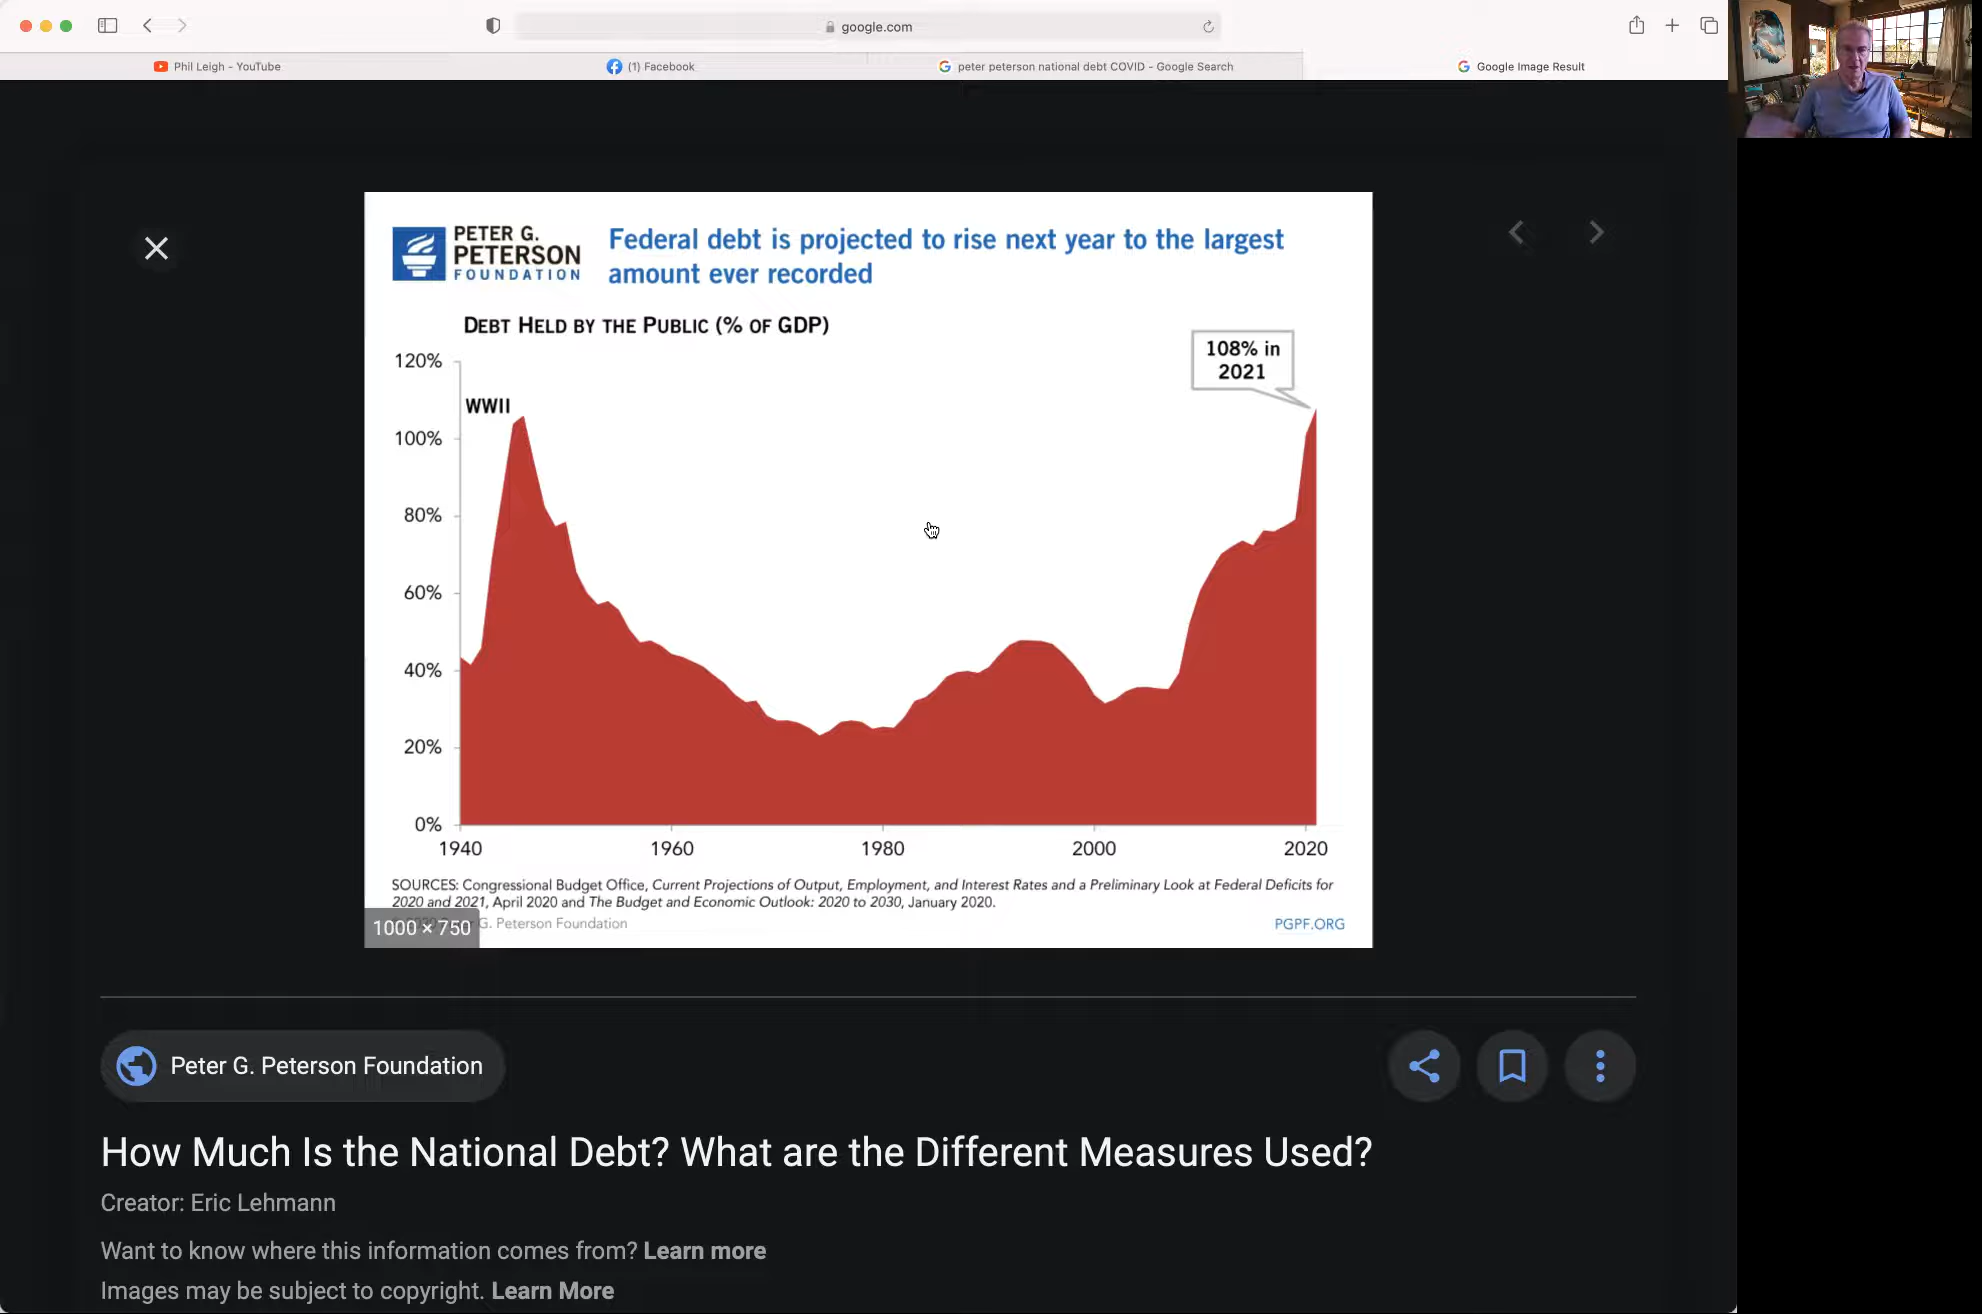 google.com
Phil Leigh - YouTube
(1) Facebook
peter peterson national debt COVID - Google Search
Google Image Result
PETER G.
PETERSON
FOUNDATION
Federal debt is projected to rise next year to the largest
amount ever recorded
DEBT HELD BY THE PUBLIC (% OF GDP)
108% in
2021
120%
WWII
100%
80%
60%
40%
20%
0%
1940 1960 1980 2000 2020
SOURCES: Congressional Budget Office, Current Projections of Output, Employment, and Interest Rates and a Preliminary Look at Federal Deficits for
2020 and 2021, April 2020 and The Budget and Economic Outlook: 2020 to 2030, January 2020.
G. Peterson Foundation
PGPF.ORG
1000 × 750
Peter G. Peterson Foundation
How Much Is the National Debt? What are the Different Measures Used?
Creator: Eric Lehmann
Want to know where this information comes from? Learn more
Images may be subject to copyright. Learn More